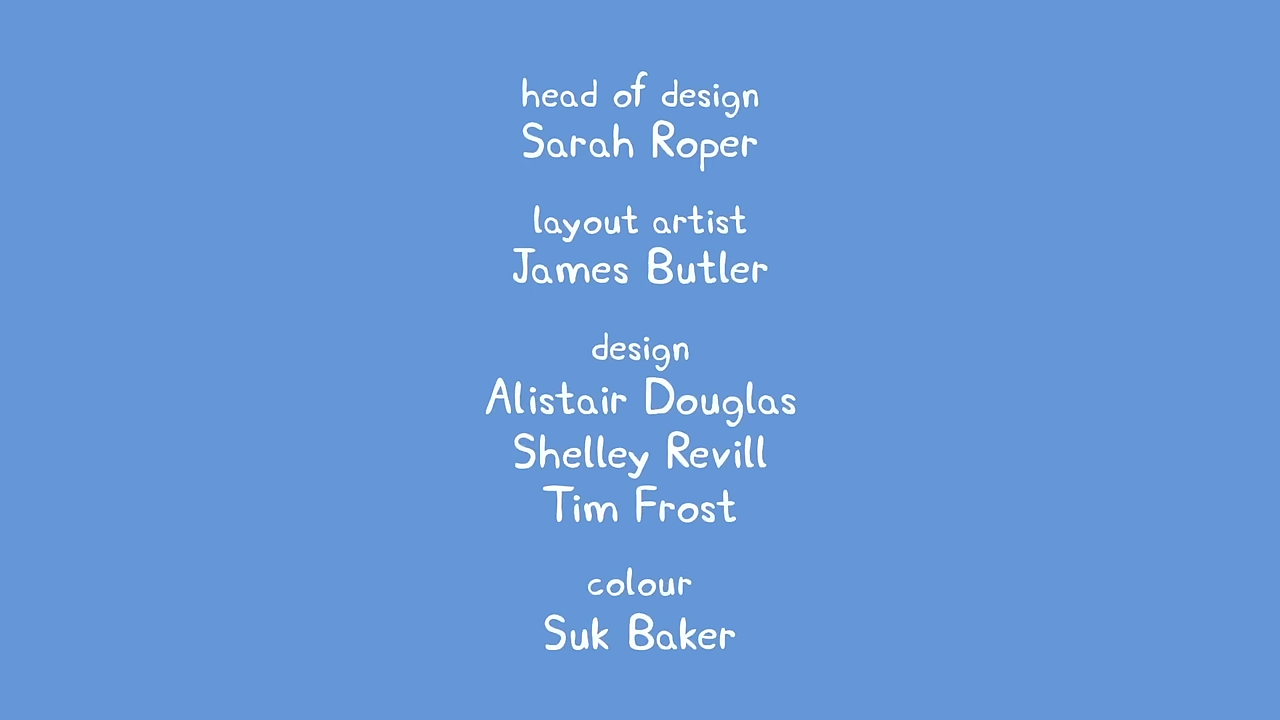 head of design
Sarah Roper
layout artist
James Butler
design
Alistair Douglas
Shelley Revill
Tim Frost
colour
Suk Baker